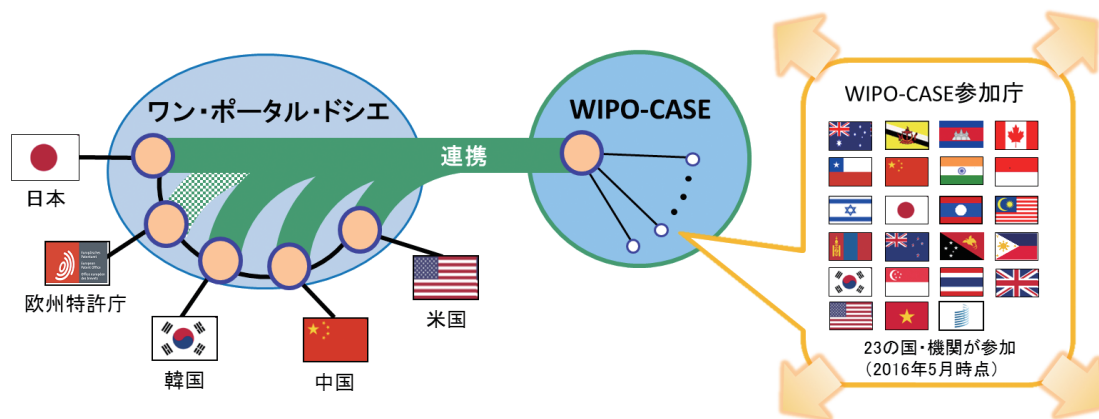 ワン・ポータル・ドシエ
WIPO-CASE
連携
日本
欧州特許庁
韓国
中国
米国
WIPO-CASE参加庁
23の国・機関が参加
(2016年5月時点)